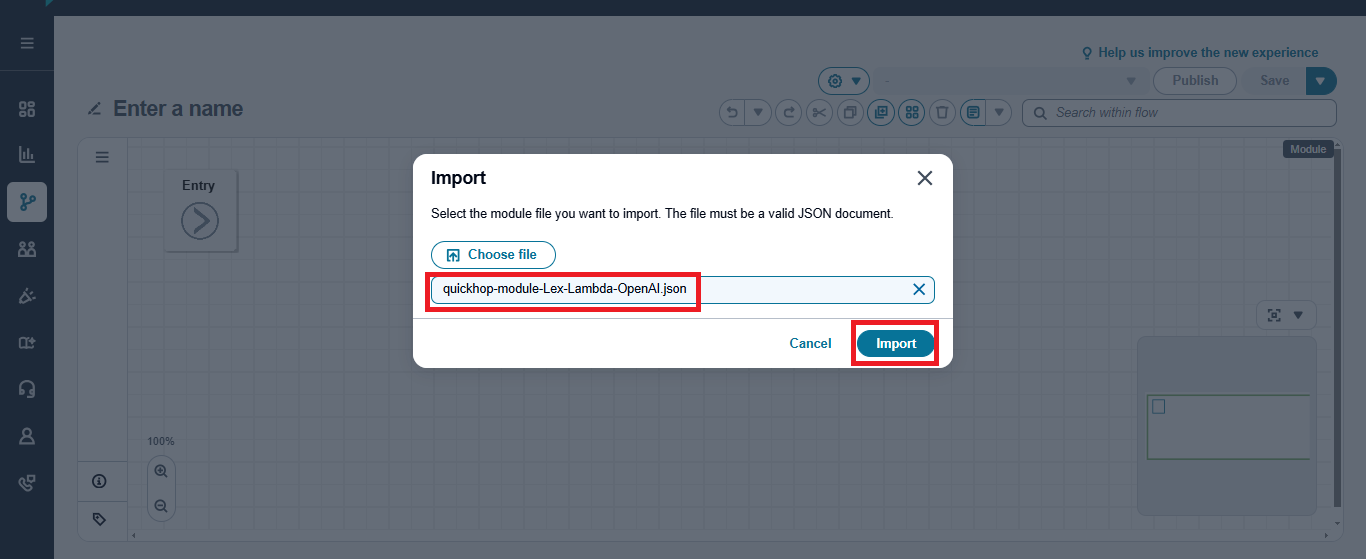 Help us improve the new experience
-
Publish
Save
Enter a name
Search within flow
Module
Entry
Import
Select the module file you want to import. The file must be a valid JSON document.
Choose file
quickhop-module-Lex-Lambda-OpenAI.json
Cancel
Import
100%